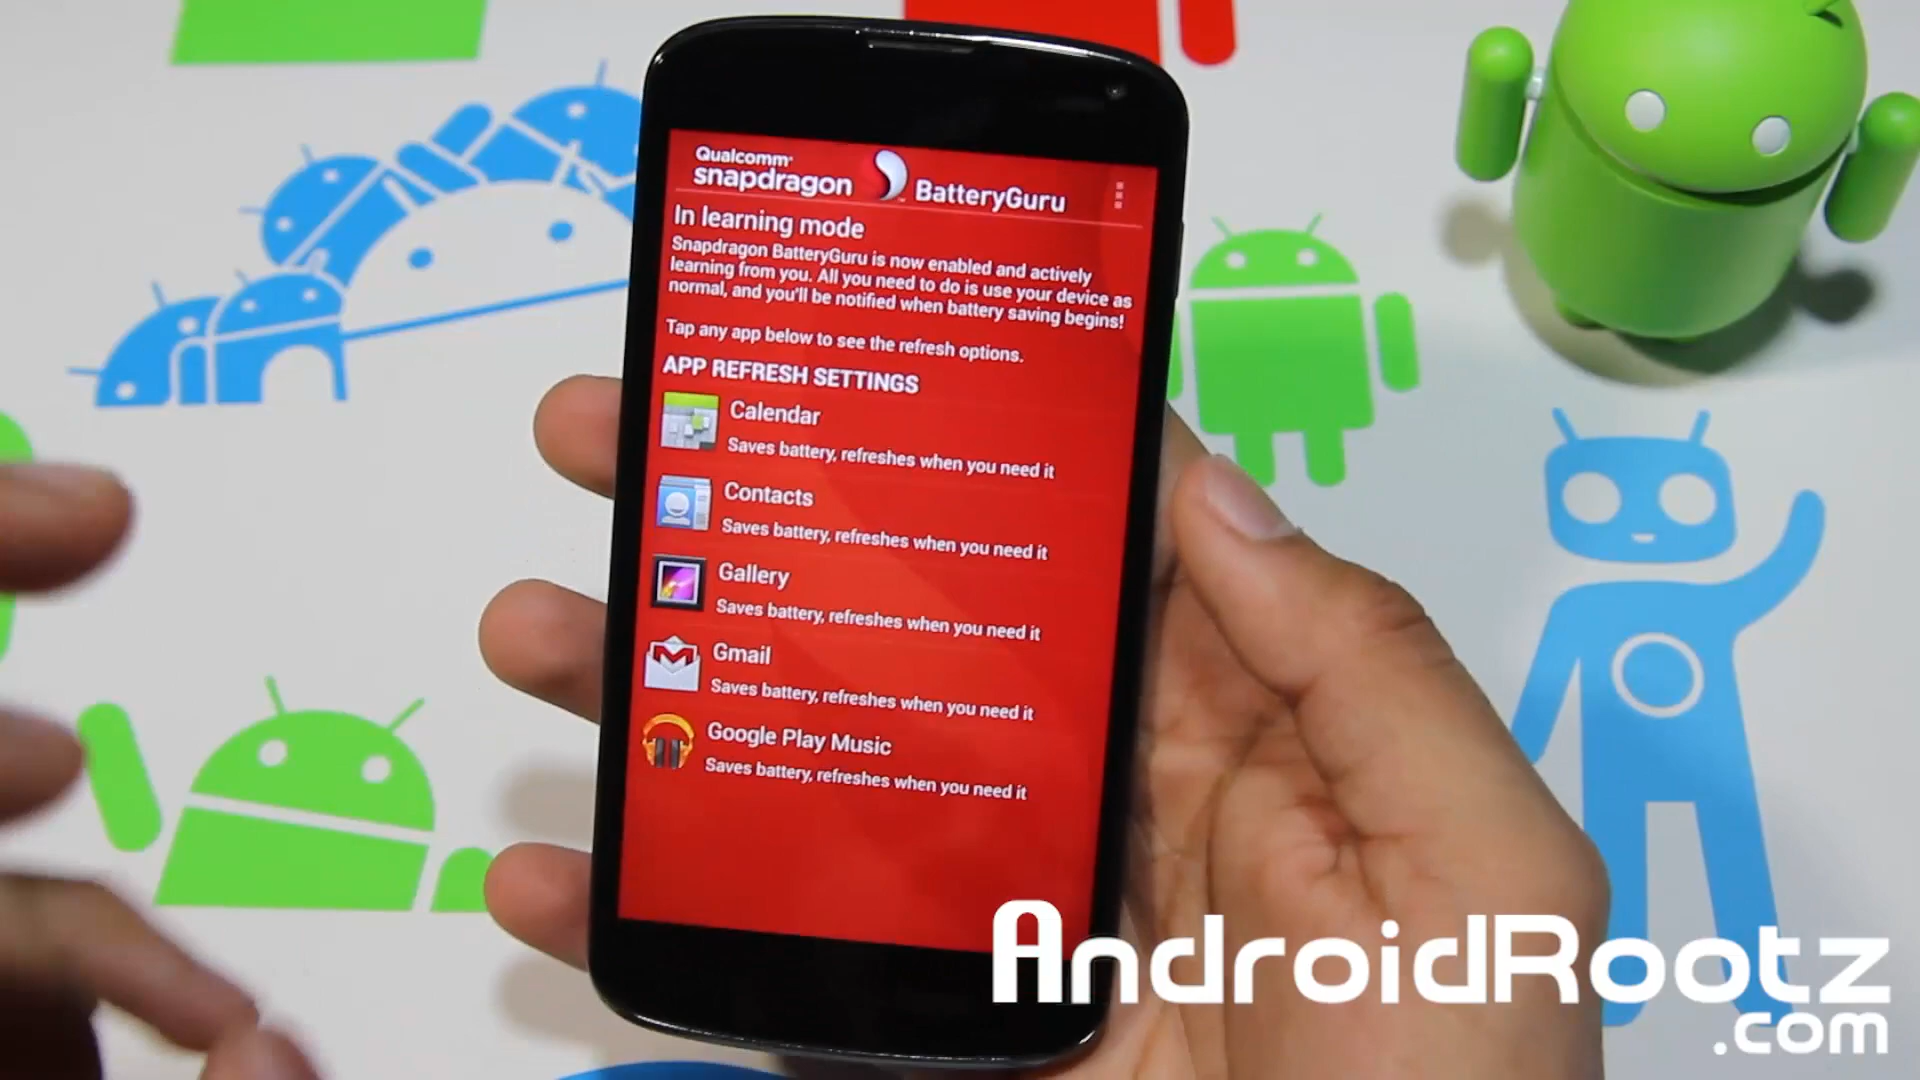 Qualcomm
snapdragon BatteryGuru
In learning mode
Snapdragon BatteryGuru is now enabled and actively
learning from you. All you need to do is use your device as
normal, and you'll be notified when battery saving begins!
Tap any app below to see the refresh options.
APP REFRESH SETTINGS
Calendar
Saves battery, refreshes when you need it
Contacts
Saves battery, refreshes when you need it
Gallery
Saves battery, refreshes when you need it
Gmail
Saves battery, refreshes when you need it
Google Play Music
Saves battery, refreshes when you need it
AndroidRootz
.com